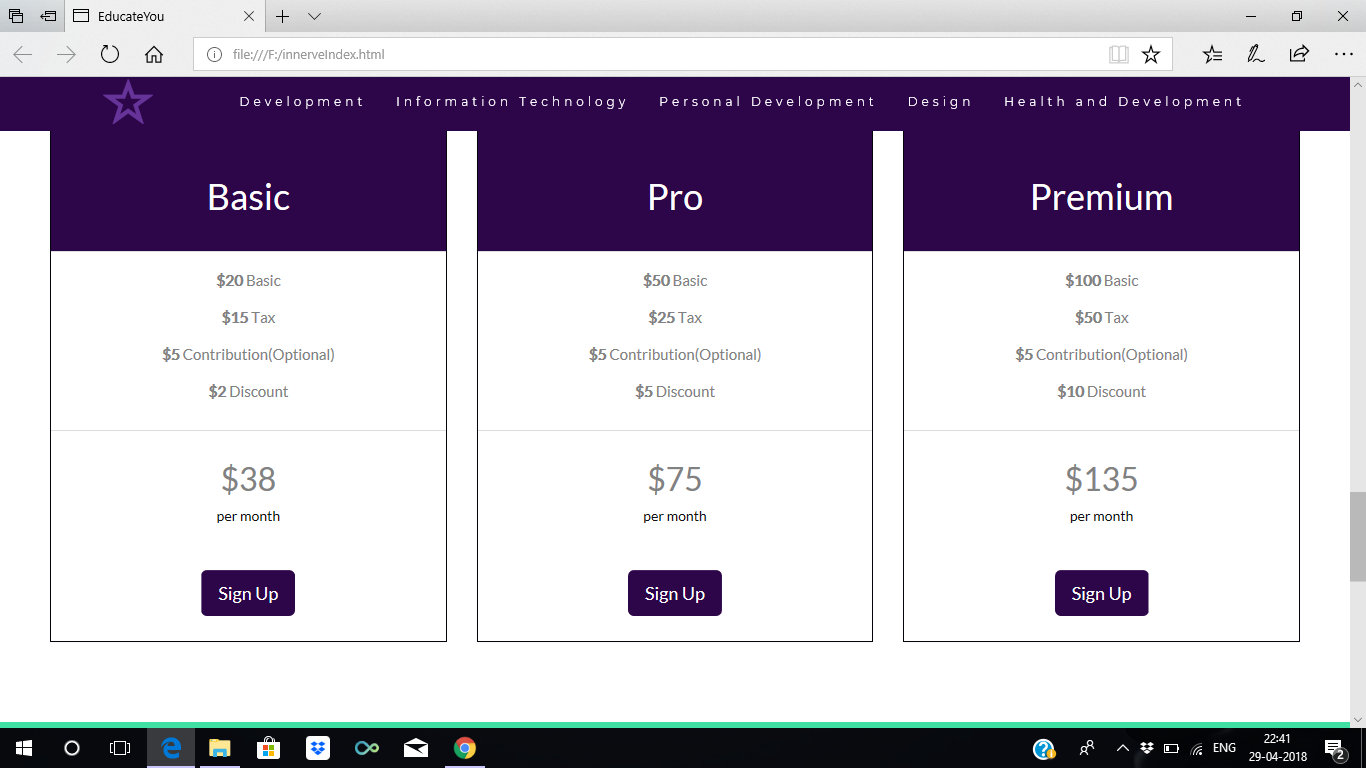 EducateYou
file:///F:/innerveIndex.html
Development Information Technology Personal Development Design Health and Development
Basic
$20 Basic
$15 Tax
$5 Contribution(Optional)
$2 Discount
$38
per month
Sign Up
Pro
$50 Basic
$25 Tax
$5 Contribution(Optional)
$5 Discount
$75
per month
Sign Up
Premium
$100 Basic
$50 Tax
$5 Contribution(Optional)
$10 Discount
$135
per month
Sign Up
ENG
22:41
29-04-2018
2